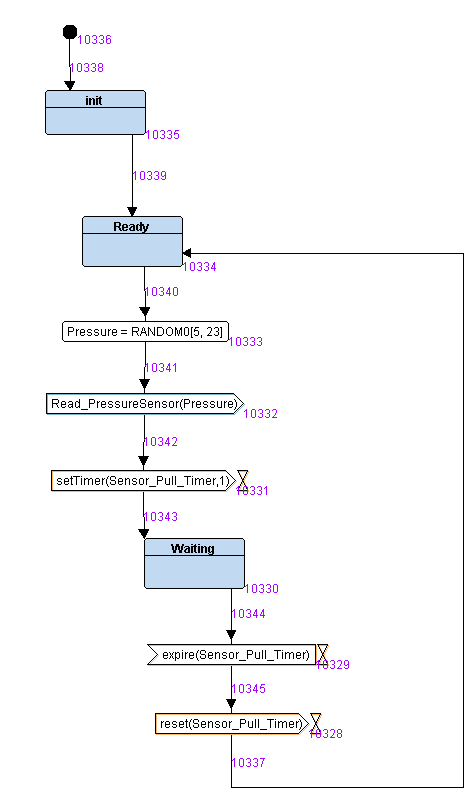 10336
10338
init
10335
10339
Ready
10334
10340
Pressure = RANDOM0[5, 23]
10333
10341
Read_PressureSensor(Pressure)
10332
10342
setTimer(Sensor_Pull_Timer,1)
10331
10343
Waiting
10330
10344
expire(Sensor_Pull_Timer)
10329
10345
reset(Sensor_Pull_Timer)
10328
10337